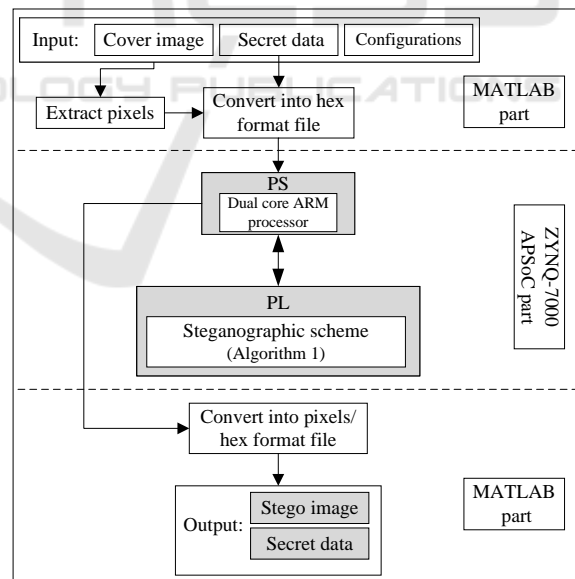 Input:
Cover image
Secret data
Configurations
OLOGY PUBLICATIONS
Extract pixels
Convert into hex
format file
MATLAB
part
PS
Dual core ARM
processor
ZYNQ-7000
APSoC part
PL
Steganographic scheme
(Algorithm 1)
Convert into pixels/
hex format file
MATLAB
part
Output:
Stego image
Secret data